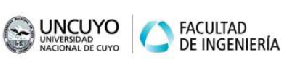 UNCUYO
UNIVERSIDAD
NACIONAL DE CUYO
FACULTAD
DE INGENIERÍA